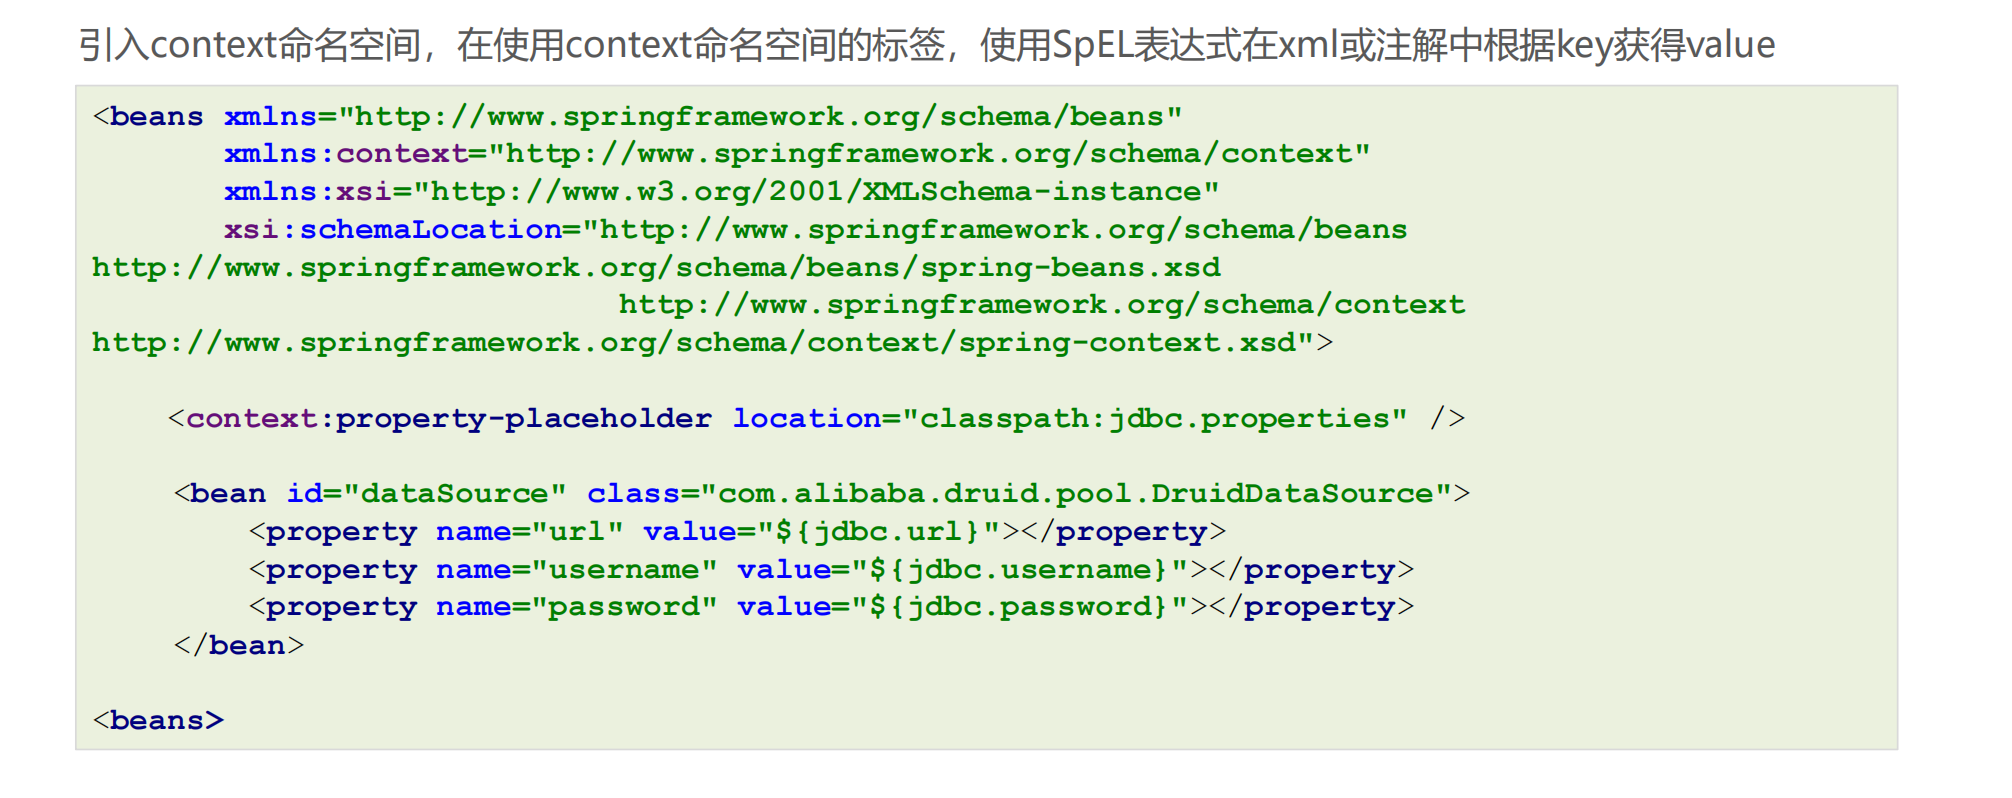 引入context命名空间，在使用context命名空间的标签，使用SpEL表达式在xml或注解中根据key获得value
<beans xmlns="http://www.springframework.org/schema/beans"
xmlns:context="http://www.springframework.org/schema/context"
xmlns:xsi="http://www.w3.org/2001/XMLSchema-instance"
xsi:schemaLocation="http://www.springframework.org/schema/beans
http://www.springframework.org/schema/beans/spring-beans.xsd
http://www.springframework.org/schema/context
http://www.springframework.org/schema/context/spring-context.xsd">
<context:property-placeholder location="classpath:jdbc.properties" />
<bean id="dataSource" class="com.alibaba.druid.pool.DruidDataSource">
<property name="url" value="${jdbc.url}"></property>
<property name="username" value="${jdbc.username}"></property>
<property name="password" value="${jdbc.password}"></property>
</bean>
<beans>